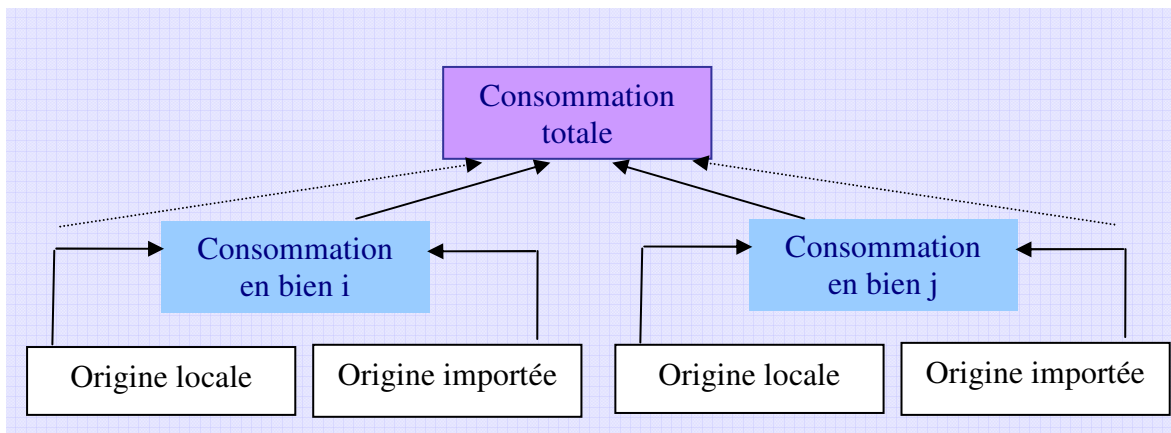 Consommation
totale
Consommation
en bien i
Consommation
en bien j
Origine locale
Origine importée
Origine locale
Origine importée